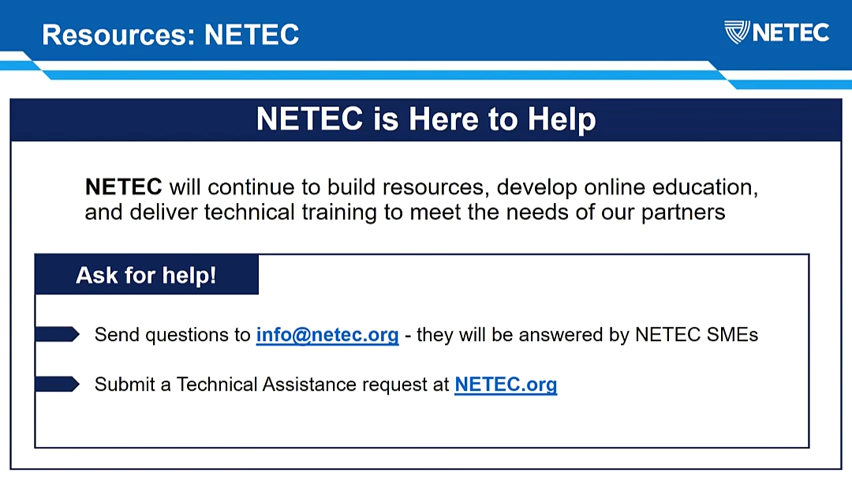 Resources: NETEC
NETEC
NETEC is Here to Help
NETEC will continue to build resources, develop online education,
and deliver technical training to meet the needs of our partners
Ask for help!
Send questions to info@netec.org - they will be answered by NETEC SMEs
Submit a Technical Assistance request at NETEC.org